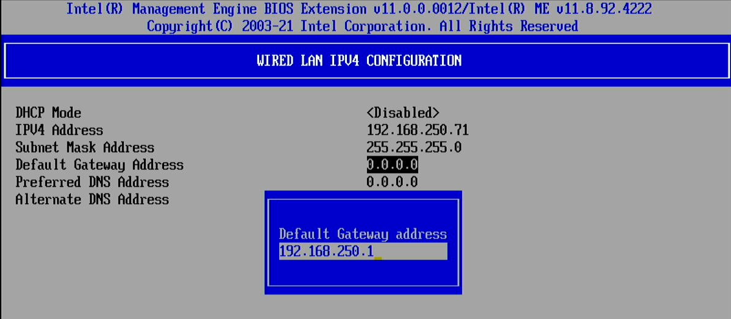 Intel(R) Management Engine BIOS Extension v11.0.0.0012/Intel(R) ME v11.8.92.4222
Copyright(C) 2003-21 Intel Corporation. All Rights Reserved
WIRED LAN IPV4 CONFIGURATION
DHCP Mode <Disabled>
IPV4 Address 192.168.250.71
Subnet Mask Address 255.255.255.0
Default Gateway Address 0.0.0.0
Preferred DNS Address 0.0.0.0
Alternate DNS Address
Default Gateway address
192.168.250.1_